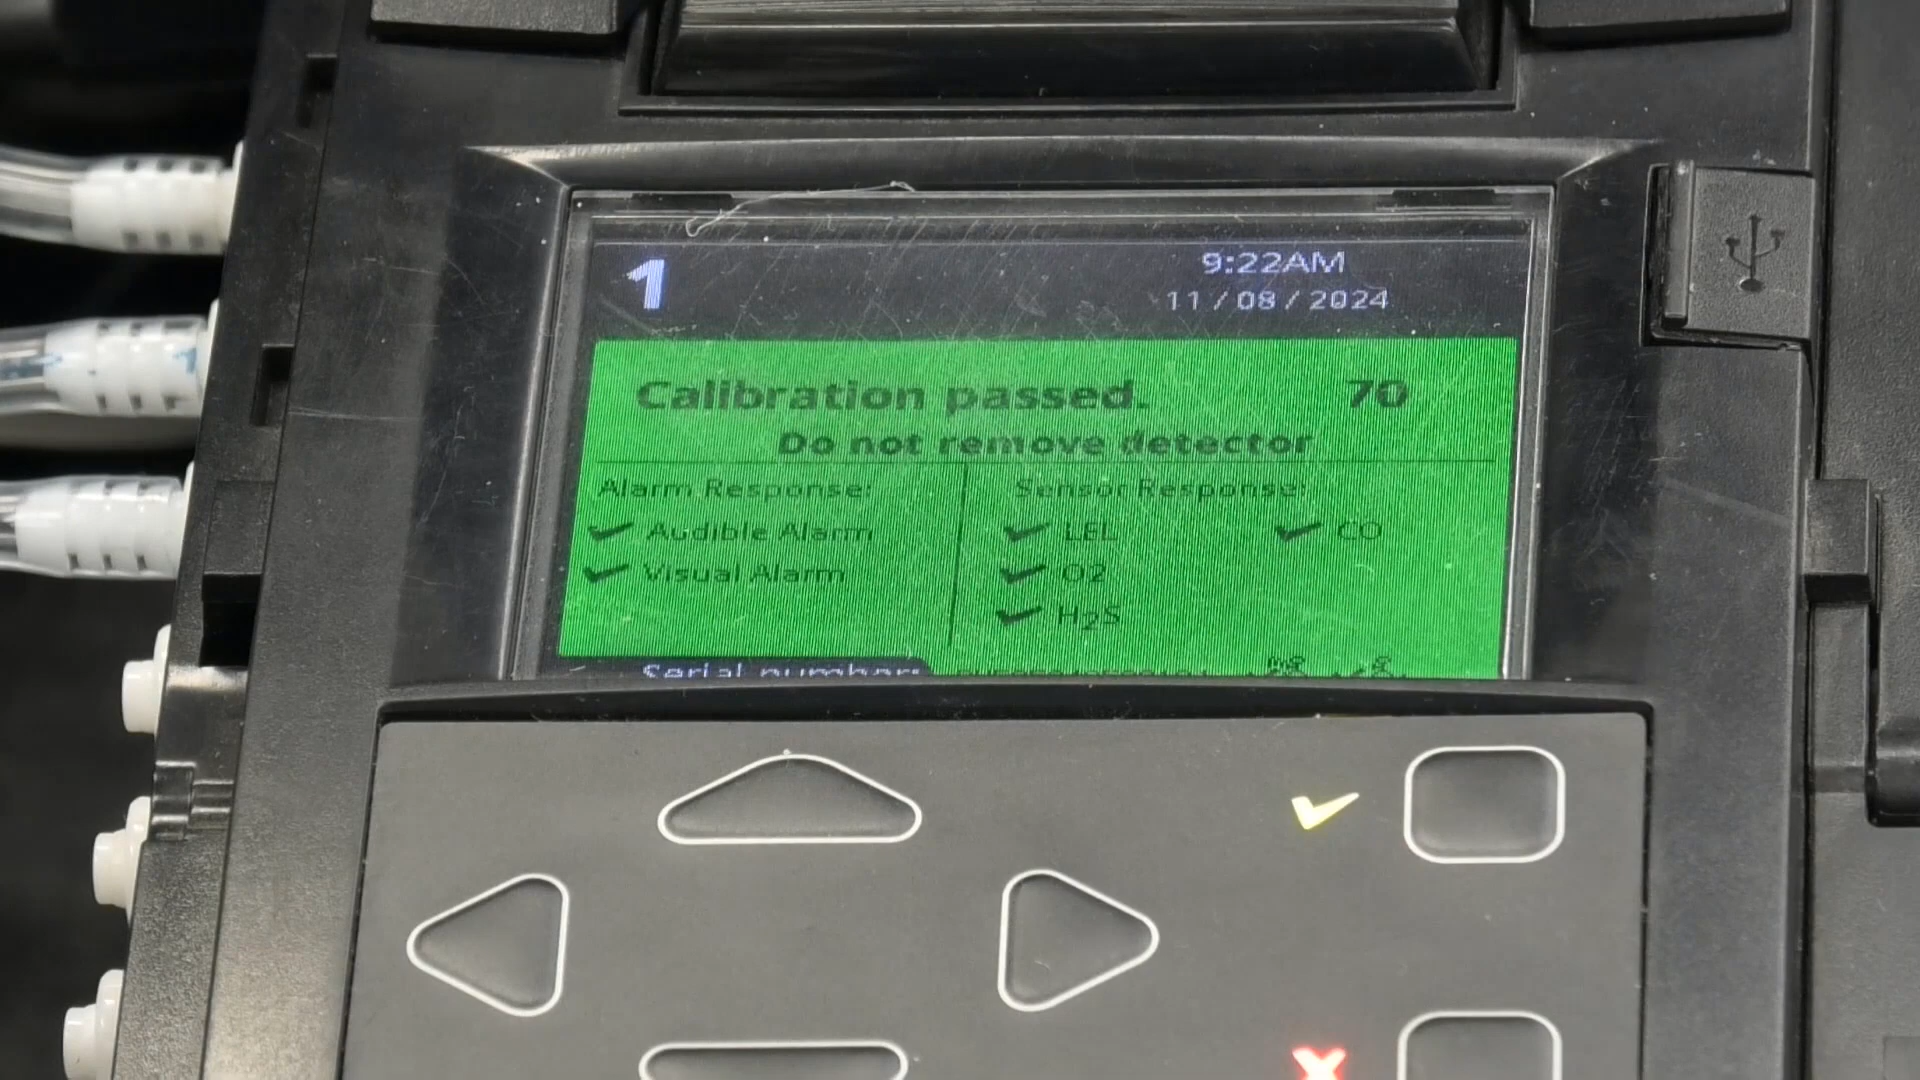 1
9:22AM
11/08/2024
Calibration passed. 70
Do not remove detector
Alarm Response: Sensor Response:
Audible Alarm LEL CO
Visual Alarm O2
H2S
Serial number: